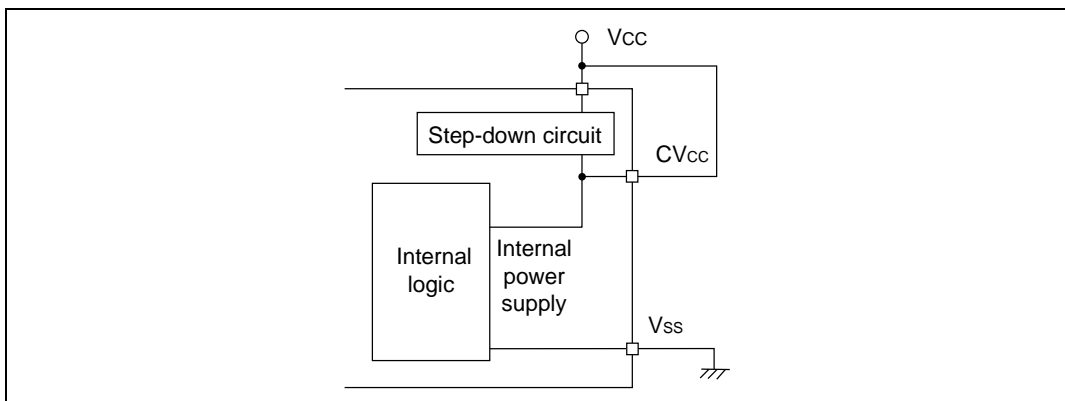 Vcc
Step-down circuit
CVcc
Internal
logic
Internal
power
supply
Vss